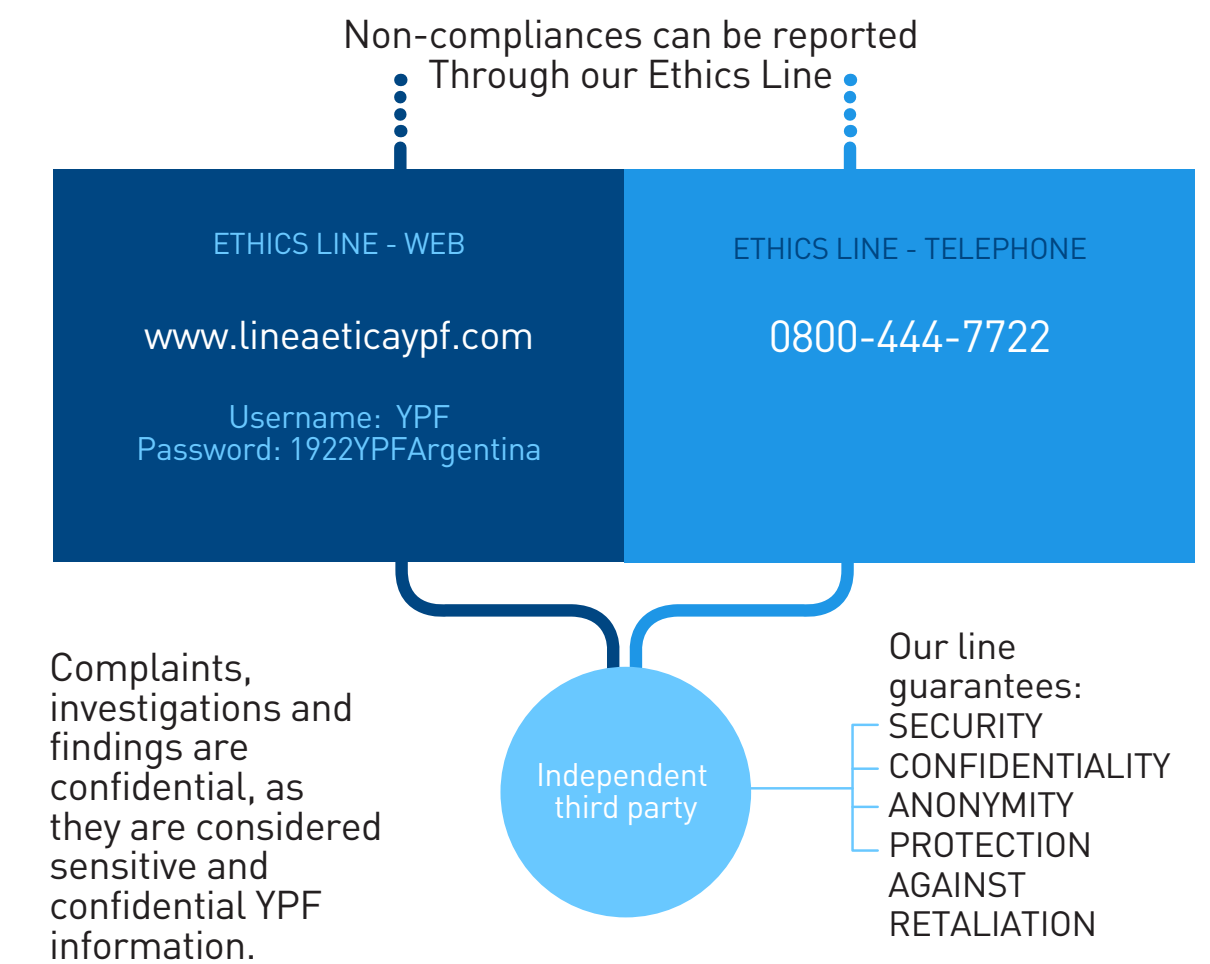 Non-compliances can be reported
Through our Ethics Line
ETHICS LINE - WEB
www.lineaeticaypf.com
Username: YPF
Password: 1922YPFArgentina
ETHICS LINE - TELEPHONE
0800-444-7722
Complaints,
investigations and
findings are
confidential, as
they are considered
sensitive and
confidential YPF
information.
Independent
third party
Our line
guarantees:
SECURITY
CONFIDENTIALITY
ANONYMITY
PROTECTION
AGAINST
RETALIATION